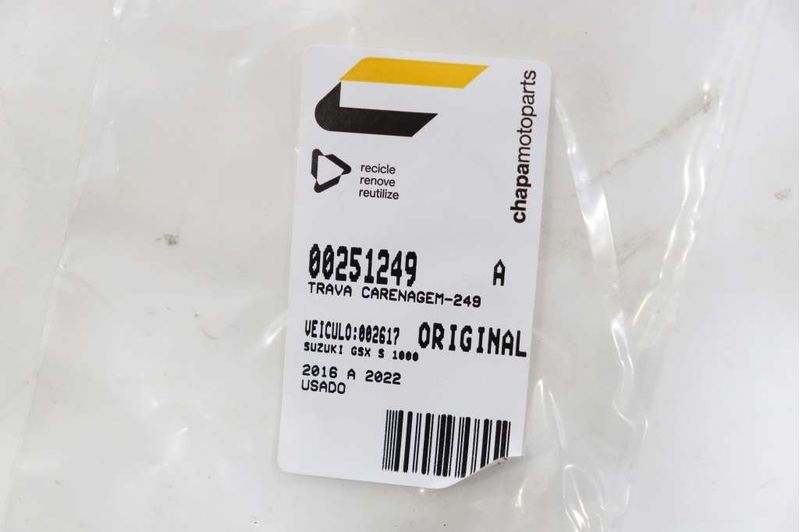 chapamotoparts
recicle
renove
reutilize
00251249 A
TRAVA CARENAGEM-249
VEICULO:002617 ORIGINAL
SUZUKI GSX S 1000
2016 A 2022
USADO